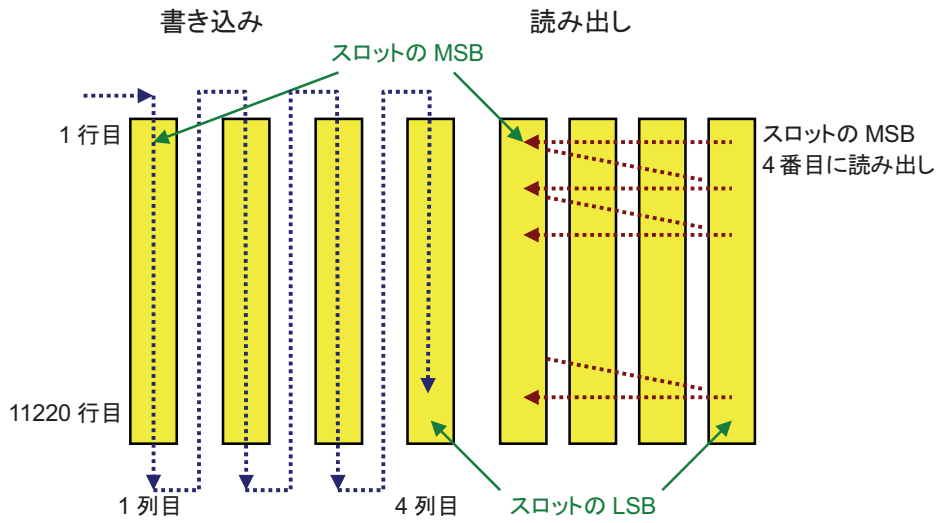 書き込み
読み出し
スロットの MSB
1 行目
スロットの MSB
4 番目に読み出し
11220 行目
1 列目
4 列目
スロットの LSB